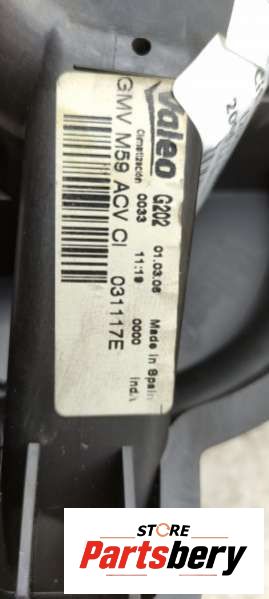 Valeo G202 01.03.06 Made in Spain
Climatización 0033 11:19 0000 ind.
GMV M59 ACV CI 031117E
STORE
Partsbery